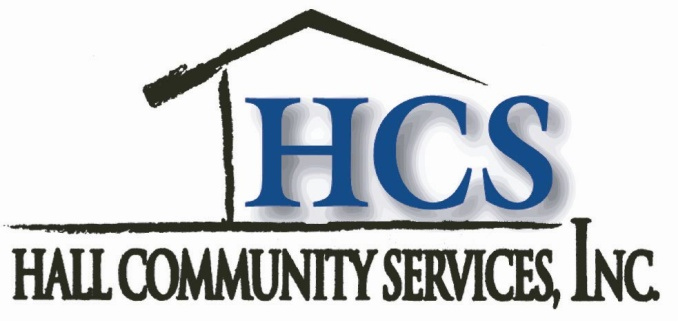 HCS
HALL COMMUNITY SERVICES, INC.